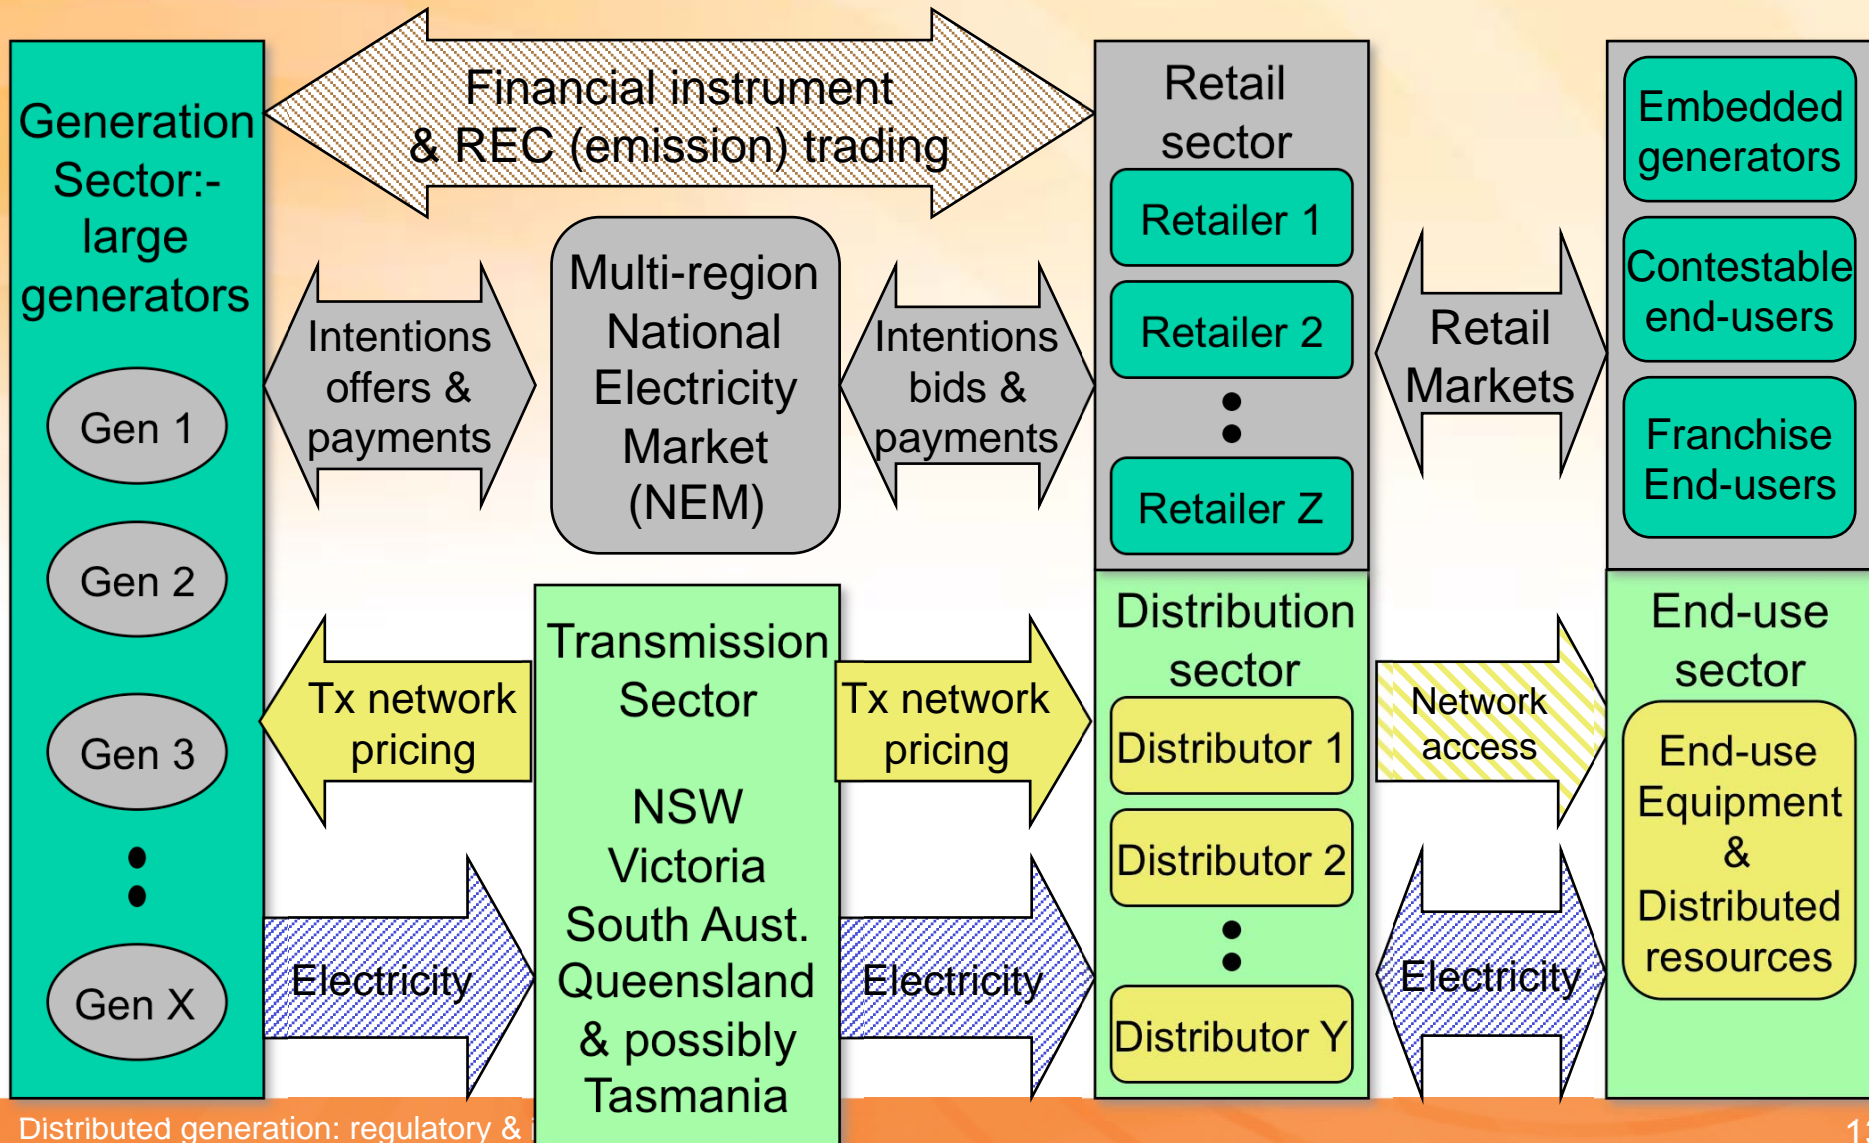 Generation
Sector:-
large
generators
Gen 1
Gen 2
Gen 3
Gen X
Financial instrument
& REC (emission) trading
Intentions
offers &
payments
Multi-region
National
Electricity
Market
(NEM)
Intentions
bids &
payments
Retail
sector
Retailer 1
Retailer 2
Retailer Z
Retail
Markets
Embedded
generators
Contestable
end-users
Franchise
End-users
Tx network
pricing
Transmission
Sector
NSW
Victoria
South Aust.
Queensland
& possibly
Tasmania
Tx network
pricing
Distribution
sector
Distributor 1
Distributor 2
Distributor Y
Network
access
End-use
sector
End-use
Equipment
&
Distributed
resources
Electricity
Electricity
Electricity
Distributed generation: regulatory &